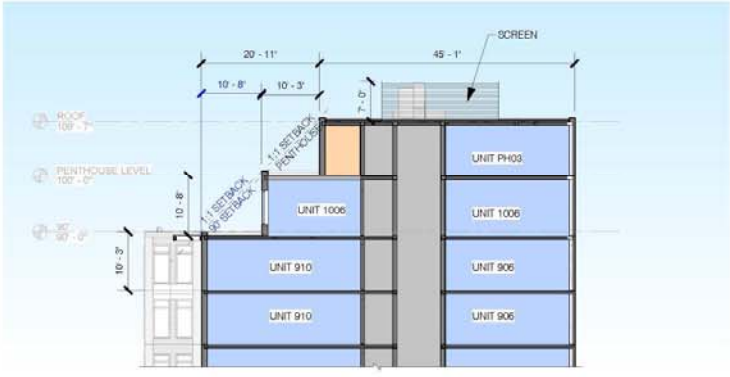 SCREEN
20' - 11"
45' - 1"
10' - 8"
10' - 3"
7' - 0"
ROOF
109' - 7"
1:1 SETBACK
PENTHOUSE
UNIT PH03
PENTHOUSE LEVEL
100' - 0"
10' - 8"
1:1 SETBACK
90' SETBACK
UNIT 1006
UNIT 1006
90' - 0"
10' - 3"
UNIT 910
UNIT 906
UNIT 910
UNIT 906